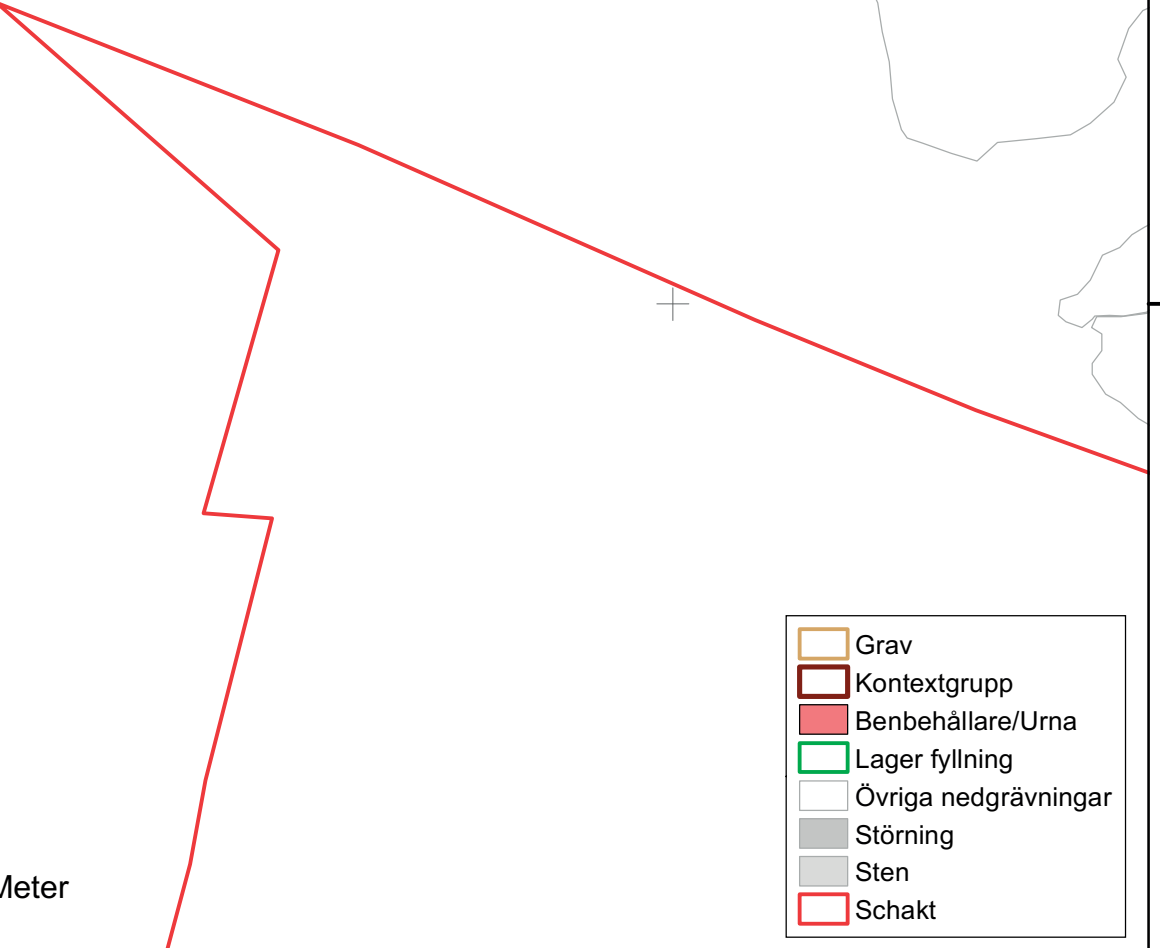 Grav
Kontextgrupp
Benbehållare/Urna
Lager fyllning
Övriga nedgrävningar
Störning
Sten
Schakt
Meter